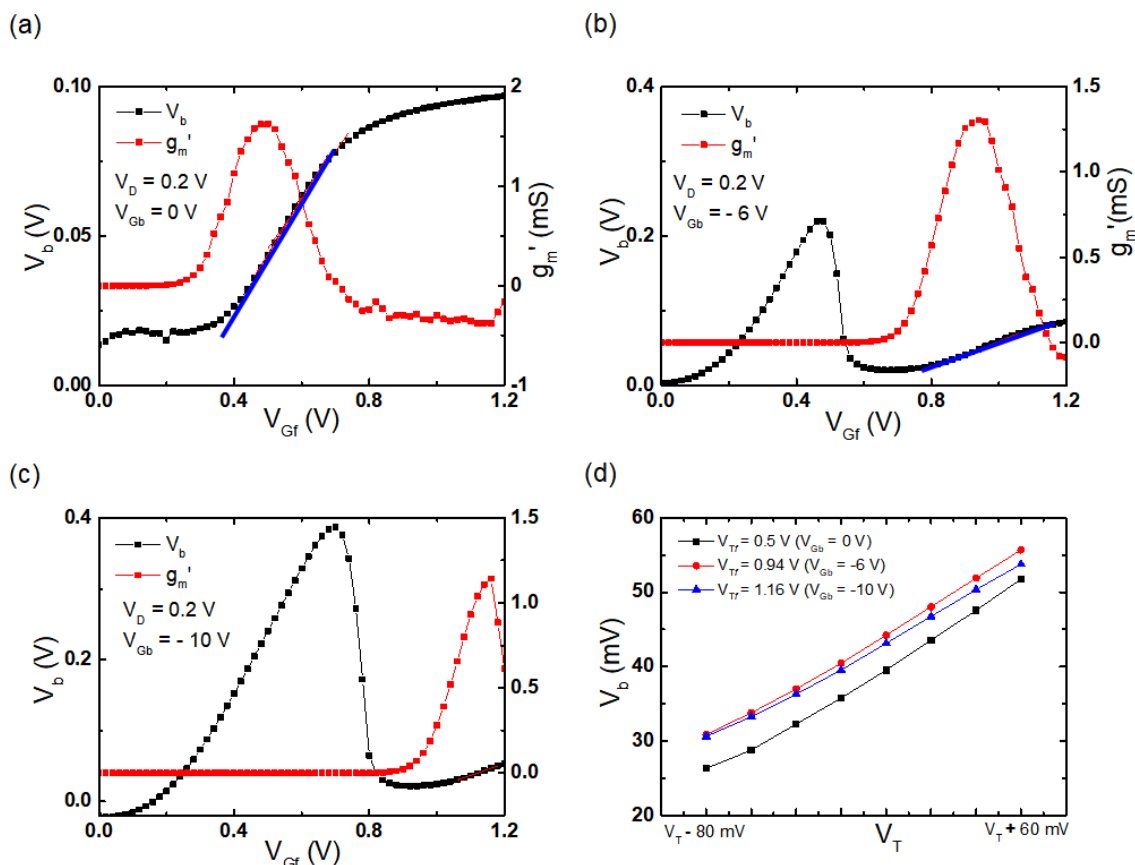 (a)
V_b
g_m'
V_D = 0.2 V
V_Gb = 0 V
V_b (V)
0.10
0.05
0.00
g_m' (mS)
2
1
0
-1
0.0 0.4 0.8 1.2
V_Gf (V)
(b)
V_b
g_m'
V_D = 0.2 V
V_Gb = - 6 V
V_b (V)
0.4
0.2
0.0
g_m' (mS)
1.5
1.0
0.5
0.0
0.0 0.4 0.8 1.2
V_Gf (V)
(c)
V_b
g_m'
V_D = 0.2 V
V_Gb = - 10 V
V_b (V)
0.4
0.2
0.0
1.5
1.0
0.5
0.0
0.0 0.4 0.8 1.2
V_Gf (V)
(d)
V_Tf = 0.5 V (V_Gb = 0 V)
V_Tf = 0.94 V (V_Gb = -6 V)
V_Tf = 1.16 V (V_Gb = -10 V)
V_b (mV)
60
50
40
30
20
V_T - 80 mV V_T V_T + 60 mV